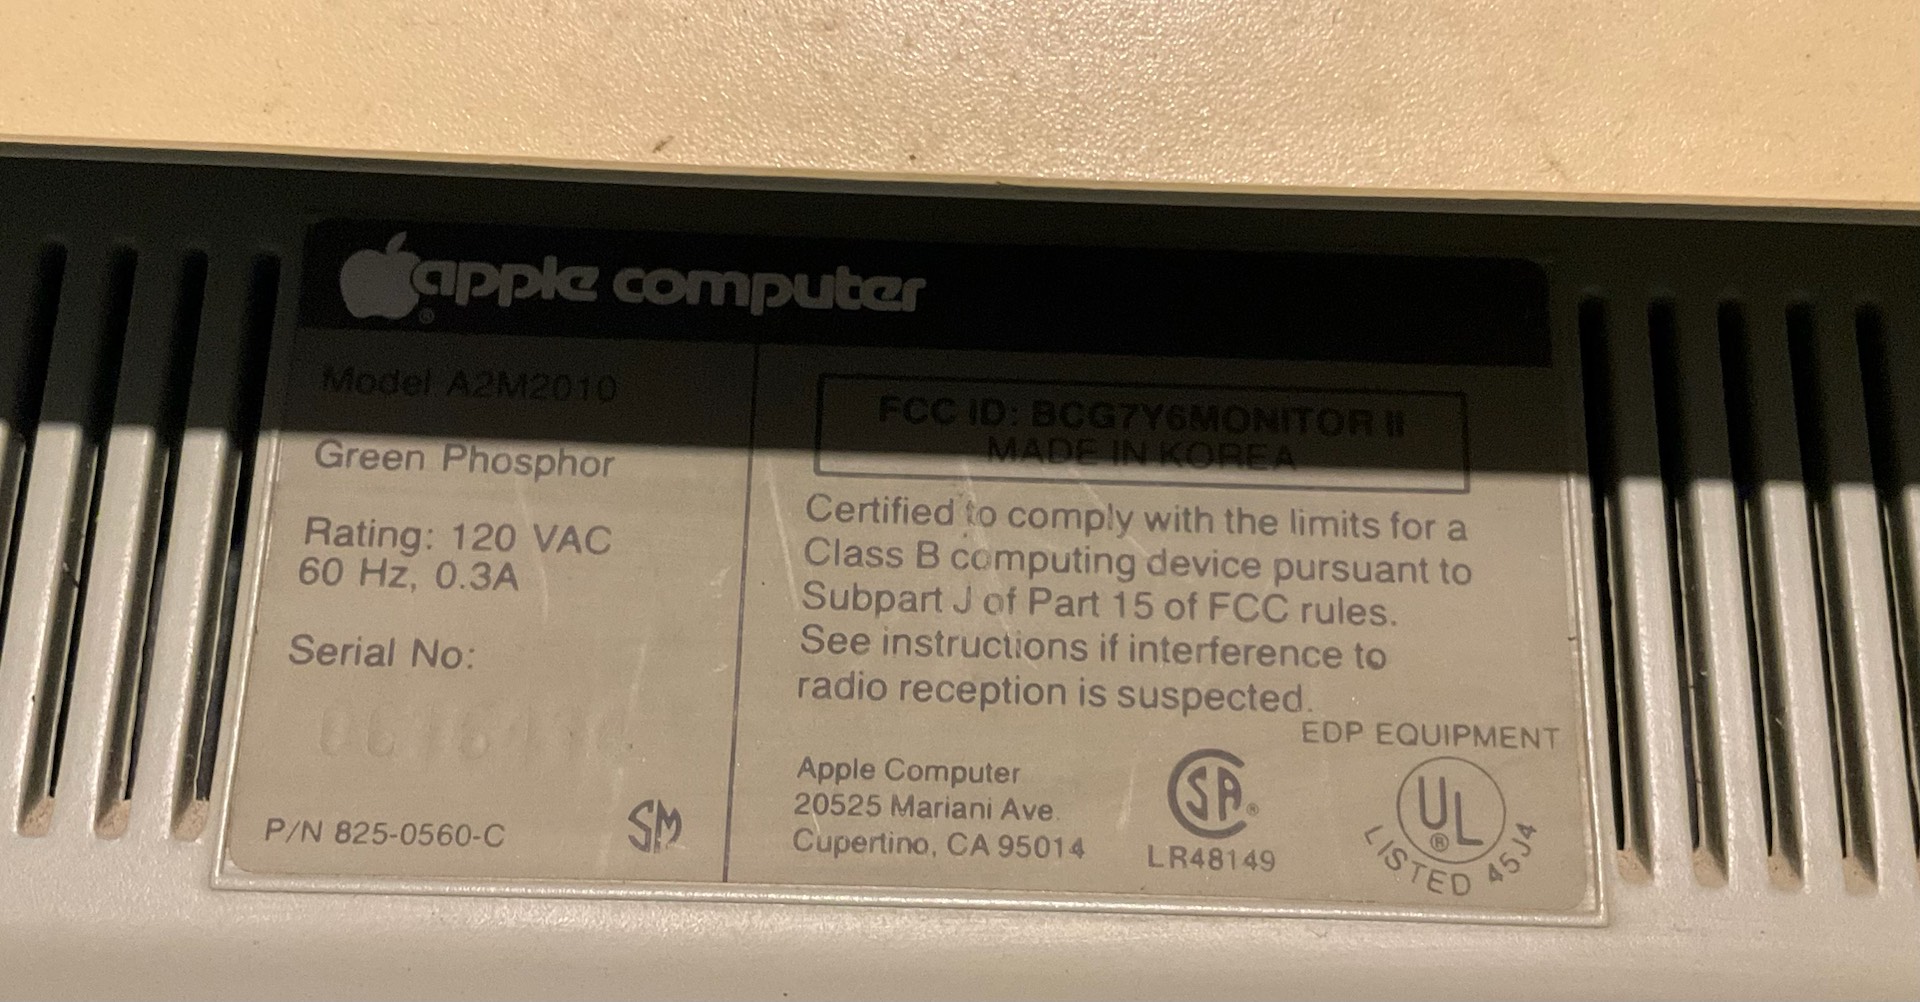 apple computer
Model A2M2010
Green Phosphor
Rating: 120 VAC
60 Hz, 0.3A
Serial No:
P/N 825-0560-C
SM
FCC ID: BCG7Y6MONITOR II
MADE IN KOREA
Certified to comply with the limits for a
Class B computing device pursuant to
Subpart J of Part 15 of FCC rules.
See instructions if interference to
radio reception is suspected.
Apple Computer
20525 Mariani Ave.
Cupertino, CA 95014
SA®
LR48149
EDP EQUIPMENT
UL®
LISTED 45J4